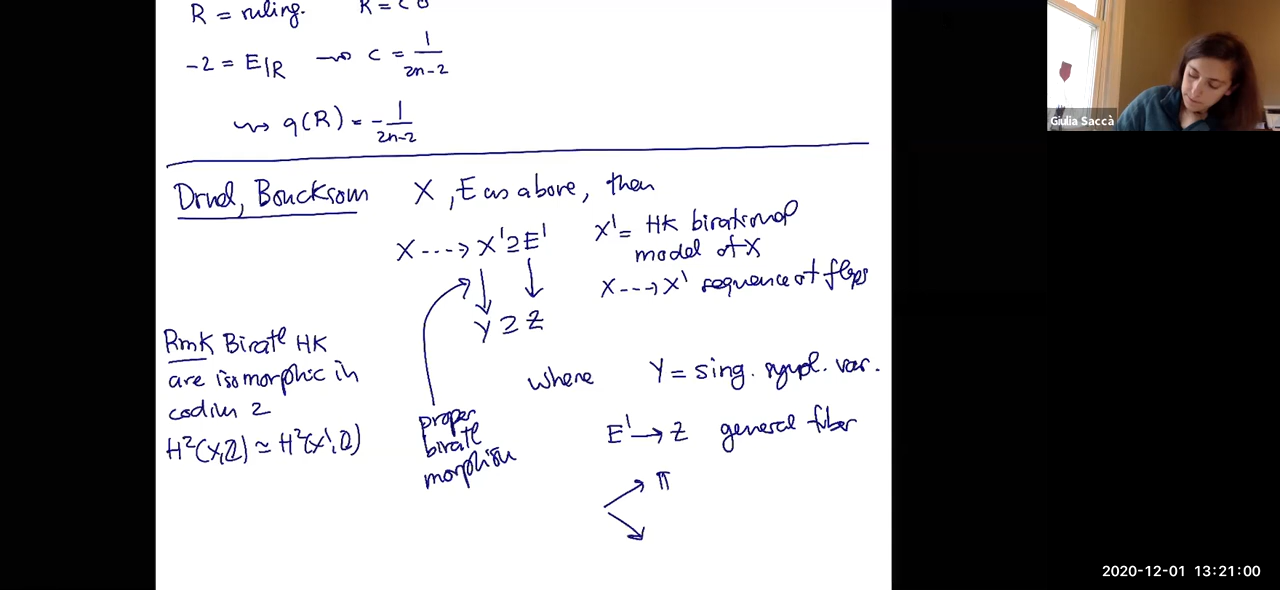 R = ruling.
-2 = E|R ⇝ c = 1/(2n-2)
⇝ q(R) = - 1/(2n-2)
Druel, Boucksom X, E as above, then
X ---> X' ⊇ E' X' = HK birational
model of X
X ---> X' sequence of flops
Y ⊇ Z
Rmk Birat'l HK
are isomorphic in
codim 2
H²(X,Z) ≃ H²(X',Z)
proper
birat'l
morphism
where Y = sing. sympl. var.
E' → Z general fiber
Giulia Saccà
2020-12-01 13:21:00